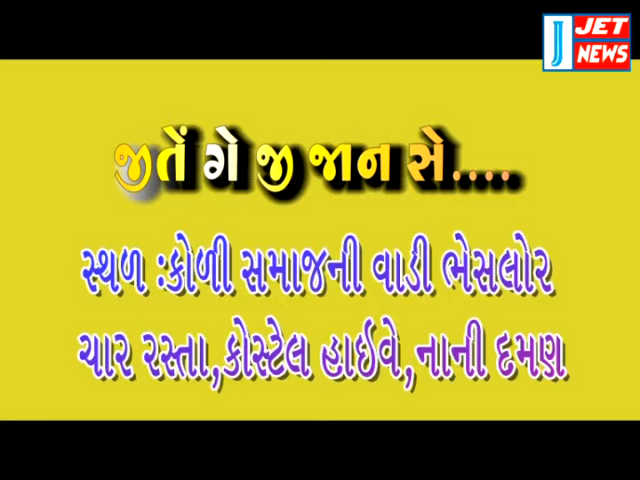 J JET
NEWS
જીતેં ગે જી જાન સે....
સ્થળ :કોળી સમાજની વાડી ભેસલોર
ચાર રસ્તા,કોસ્ટેલ હાઈવે,નાની દમણ